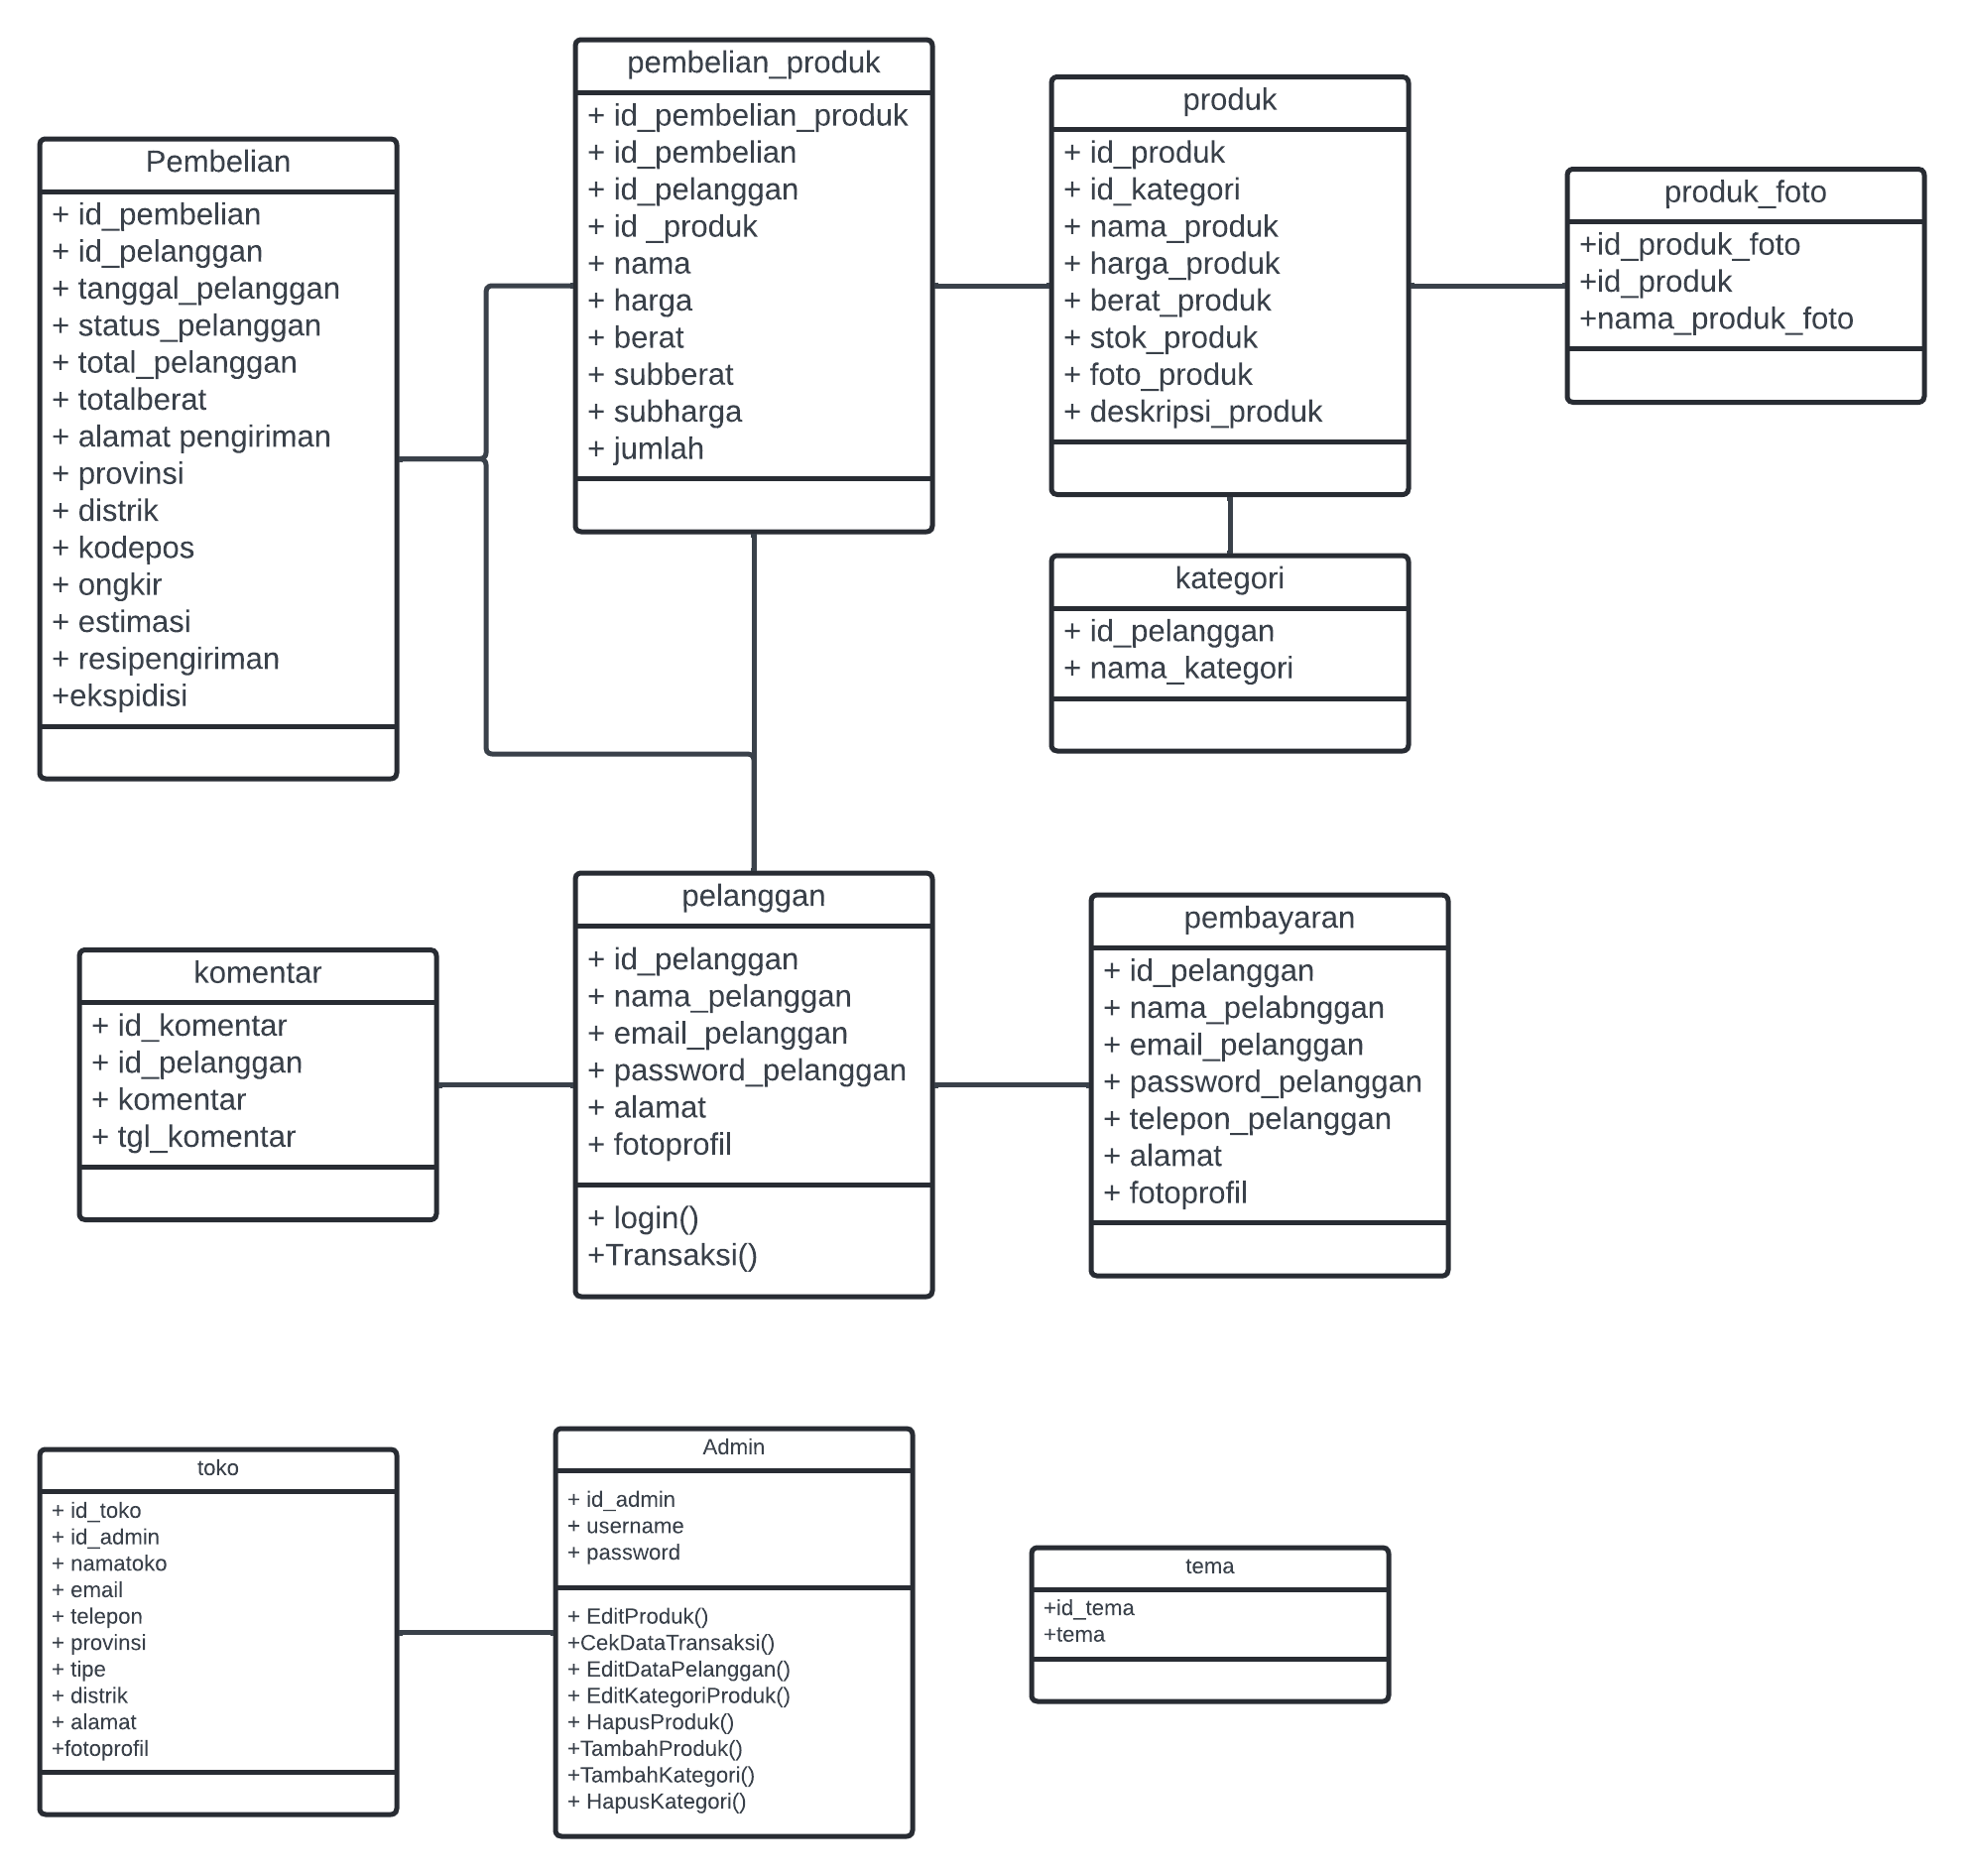 Pembelian
+ id_pembelian
+ id_pelanggan
+ tanggal_pelanggan
+ status_pelanggan
+ total_pelanggan
+ totalberat
+ alamat pengiriman
+ provinsi
+ distrik
+ kodepos
+ ongkir
+ estimasi
+ resipengiriman
+ekspidisi
pembelian_produk
+ id_pembelian_produk
+ id_pembelian
+ id_pelanggan
+ id _produk
+ nama
+ harga
+ berat
+ subberat
+ subharga
+ jumlah
produk
+ id_produk
+ id_kategori
+ nama_produk
+ harga_produk
+ berat_produk
+ stok_produk
+ foto_produk
+ deskripsi_produk
produk_foto
+id_produk_foto
+id_produk
+nama_produk_foto
kategori
+ id_pelanggan
+ nama_kategori
komentar
+ id_komentar
+ id_pelanggan
+ komentar
+ tgl_komentar
pelanggan
+ id_pelanggan
+ nama_pelanggan
+ email_pelanggan
+ password_pelanggan
+ alamat
+ fotoprofil
+ login()
+Transaksi()
pembayaran
+ id_pelanggan
+ nama_pelabnggan
+ email_pelanggan
+ password_pelanggan
+ telepon_pelanggan
+ alamat
+ fotoprofil
toko
+ id_toko
+ id_admin
+ namatoko
+ email
+ telepon
+ provinsi
+ tipe
+ distrik
+ alamat
+fotoprofil
Admin
+ id_admin
+ username
+ password
+ EditProduk()
+CekDataTransaksi()
+ EditDataPelanggan()
+ EditKategoriProduk()
+ HapusProduk()
+TambahProduk()
+TambahKategori()
+ HapusKategori()
tema
+id_tema
+tema